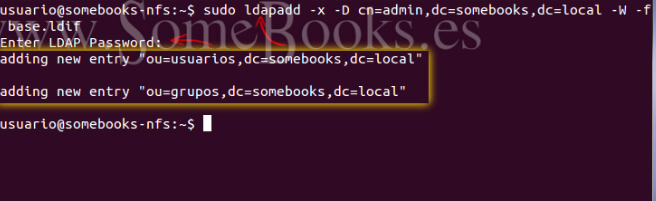 www.SomeBooks.es
usuario@somebooks-nfs:~$ sudo ldapadd -x -D cn=admin,dc=somebooks,dc=local -W -f
base.ldif
Enter LDAP Password:
adding new entry "ou=usuarios,dc=somebooks,dc=local"
adding new entry "ou=grupos,dc=somebooks,dc=local"
usuario@somebooks-nfs:~$